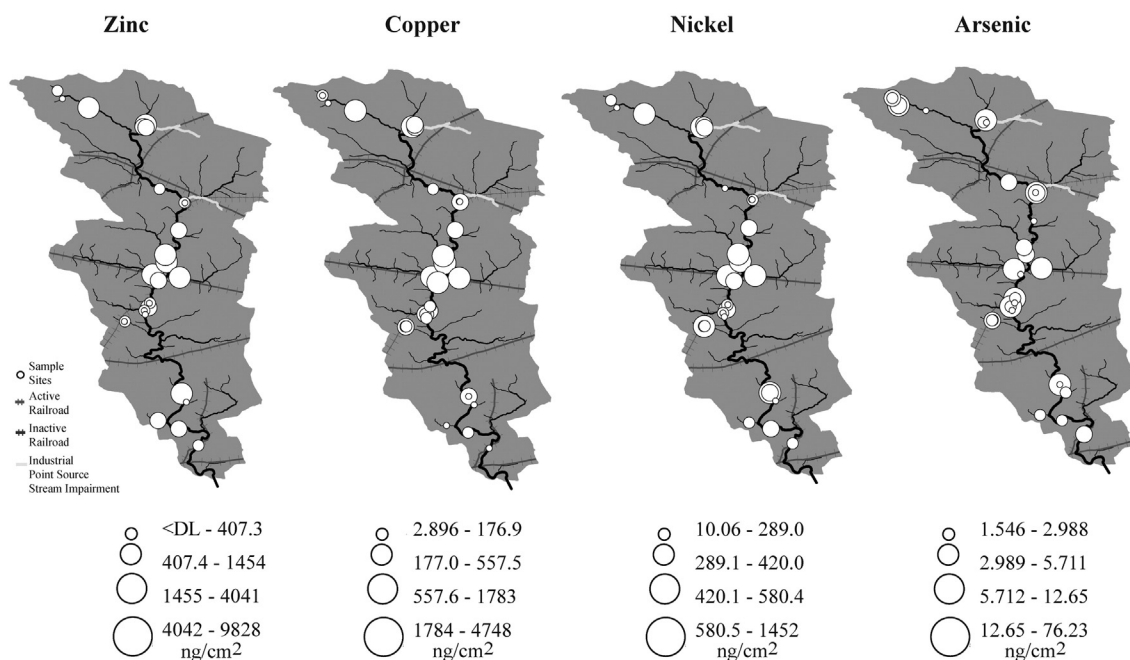 Zinc
Copper
Nickel
Arsenic
Sample
Sites
Active
Railroad
Inactive
Railroad
Industrial
Point Source
Stream Impairment
<DL - 407.3
407.4 - 1454
1455 - 4041
4042 - 9828
ng/cm²
2.896 - 176.9
177.0 - 557.5
557.6 - 1783
1784 - 4748
ng/cm²
10.06 - 289.0
289.1 - 420.0
420.1 - 580.4
580.5 - 1452
ng/cm²
1.546 - 2.988
2.989 - 5.711
5.712 - 12.65
12.65 - 76.23
ng/cm²